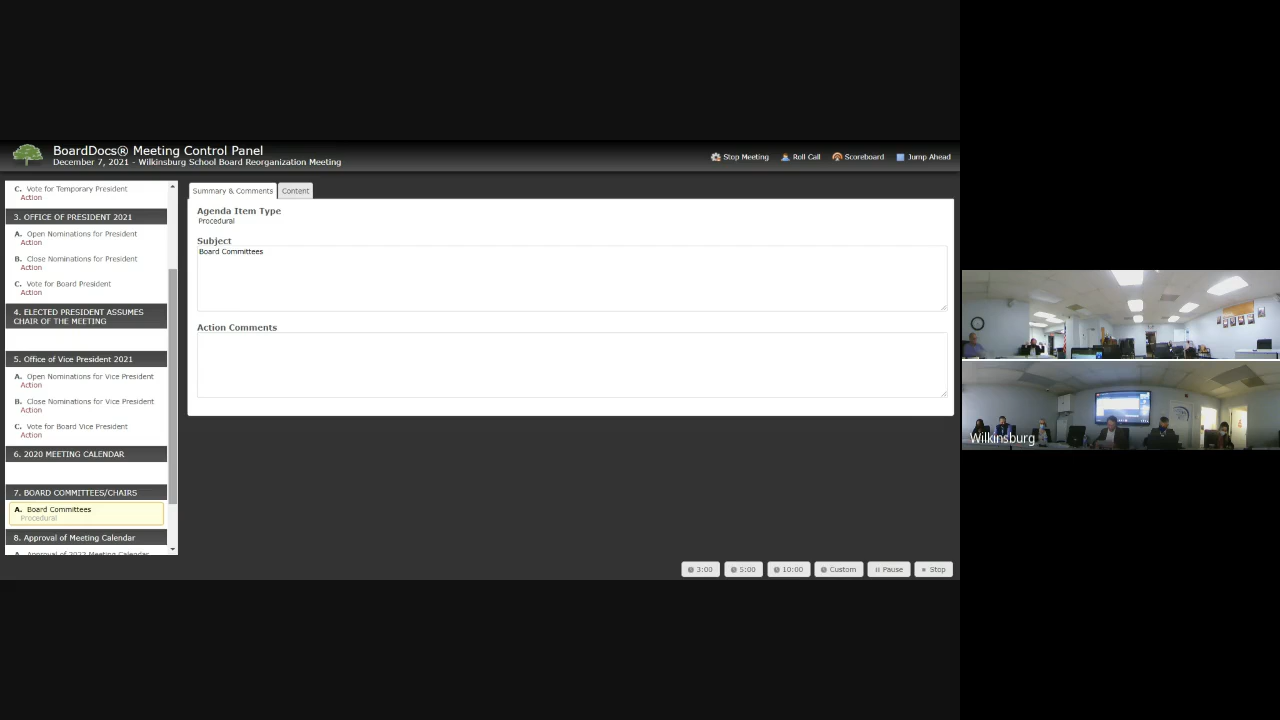 BoardDocs® Meeting Control Panel
December 7, 2021 - Wilkinsburg School Board Reorganization Meeting
Stop Meeting
Roll Call
Scoreboard
Jump Ahead
C. Vote for Temporary President
Action
3. OFFICE OF PRESIDENT 2021
A. Open Nominations for President
Action
B. Close Nominations for President
Action
C. Vote for Board President
Action
4. ELECTED PRESIDENT ASSUMES
CHAIR OF THE MEETING
5. Office of Vice President 2021
A. Open Nominations for Vice President
Action
B. Close Nominations for Vice President
Action
C. Vote for Board Vice President
Action
6. 2020 MEETING CALENDAR
7. BOARD COMMITTEES/CHAIRS
A. Board Committees
Procedural
8. Approval of Meeting Calendar
A. Approval of 2022 Meeting Calendar
Summary & Comments
Content
Agenda Item Type
Procedural
Subject
Board Committees
Action Comments
3:00
5:00
10:00
Custom
Pause
Stop
Wilkinsburg